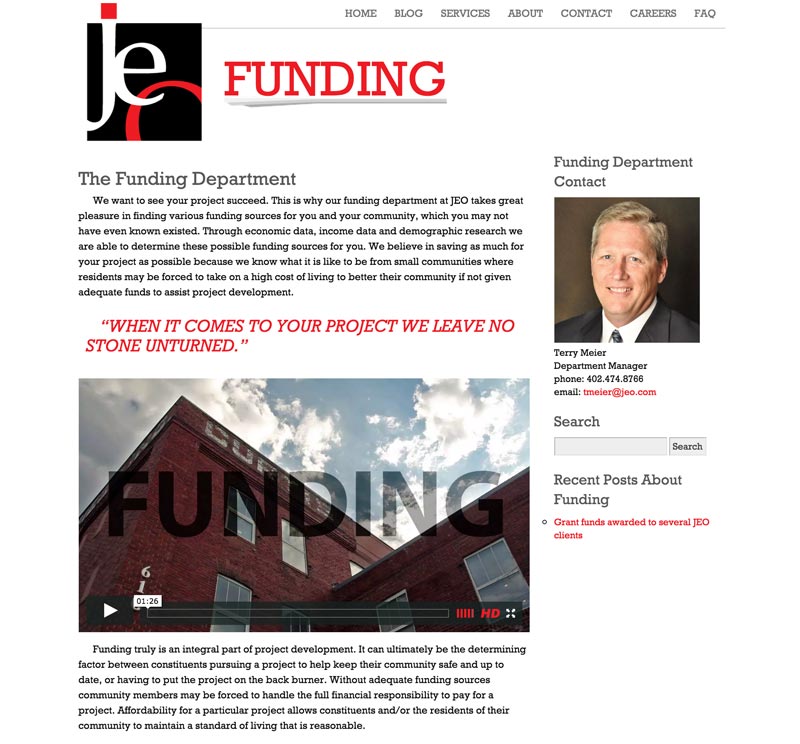 HOME BLOG SERVICES ABOUT CONTACT CAREERS FAQ
jeo
FUNDING
The Funding Department
We want to see your project succeed. This is why our funding department at JEO takes great
pleasure in finding various funding sources for you and your community, which you may not
have even known existed. Through economic data, income data and demographic research we
are able to determine these possible funding sources for you. We believe in saving as much for
your project as possible because we know what it is like to be from small communities where
residents may be forced to take on a high cost of living to better their community if not given
adequate funds to assist project development.
“WHEN IT COMES TO YOUR PROJECT WE LEAVE NO
STONE UNTURNED.”
FUNDING
61
01:26
HD
Funding truly is an integral part of project development. It can ultimately be the determining
factor between constituents pursuing a project to help keep their community safe and up to
date, or having to put the project on the back burner. Without adequate funding sources
community members may be forced to handle the full financial responsibility to pay for a
project. Affordability for a particular project allows constituents and/or the residents of their
community to maintain a standard of living that is reasonable.
Funding Department
Contact
Terry Meier
Department Manager
phone: 402.474.8766
email: tmeier@jeo.com
Search
Search
Recent Posts About
Funding
Grant funds awarded to several JEO
clients